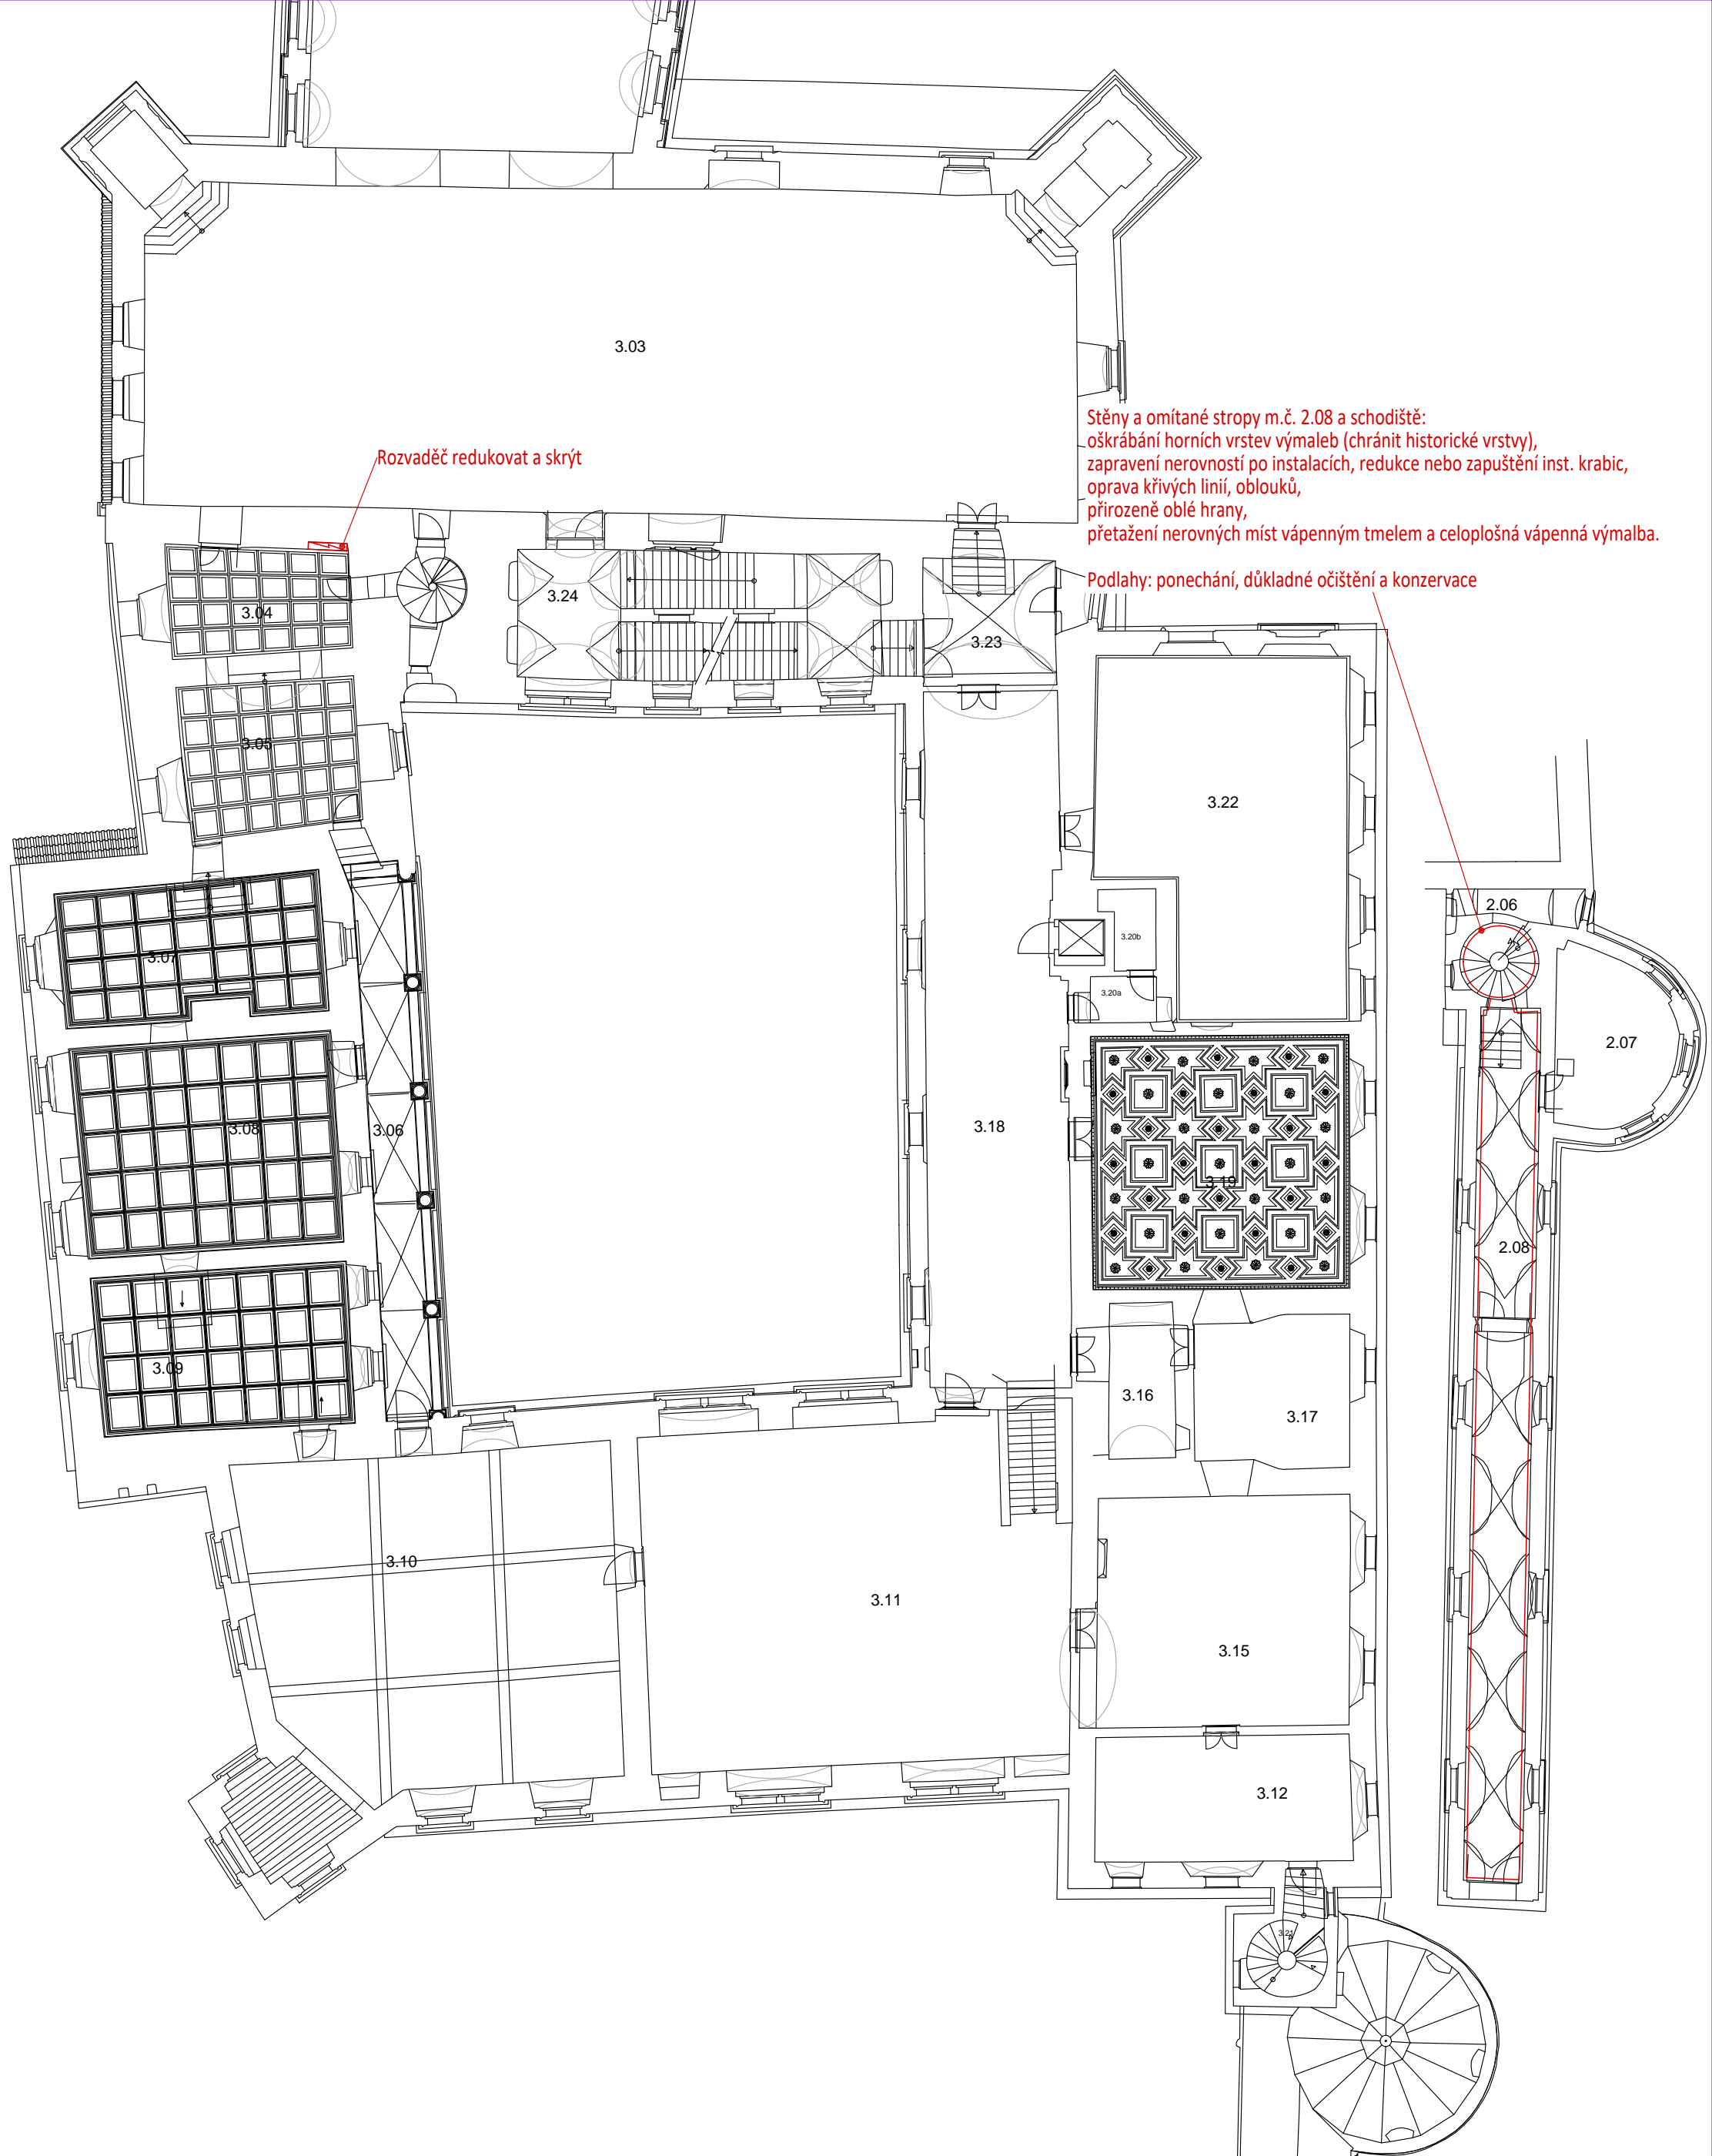 3.03
Stěny a omítané stropy m.č. 2.08 a schodiště:
oškrábání horních vrstev výmaleb (chránit historické vrstvy),
zapravení nerovností po instalacích, redukce nebo zapuštění inst. krabic,
oprava křivých linií, oblouků,
přirozeně oblé hrany,
přetažení nerovných míst vápenným tmelem a celoplošná vápenná výmalba.
Rozvaděč redukovat a skrýt
Podlahy: ponechání, důkladné očištění a konzervace
3.24
3.04
3.23
3.05
3.22
2.06
3.20b
3.07
3.20a
2.07
3.18
3.08
3.06
3.19
2.08
3.09
3.16
3.17
3.10
3.11
3.15
3.12
3.21